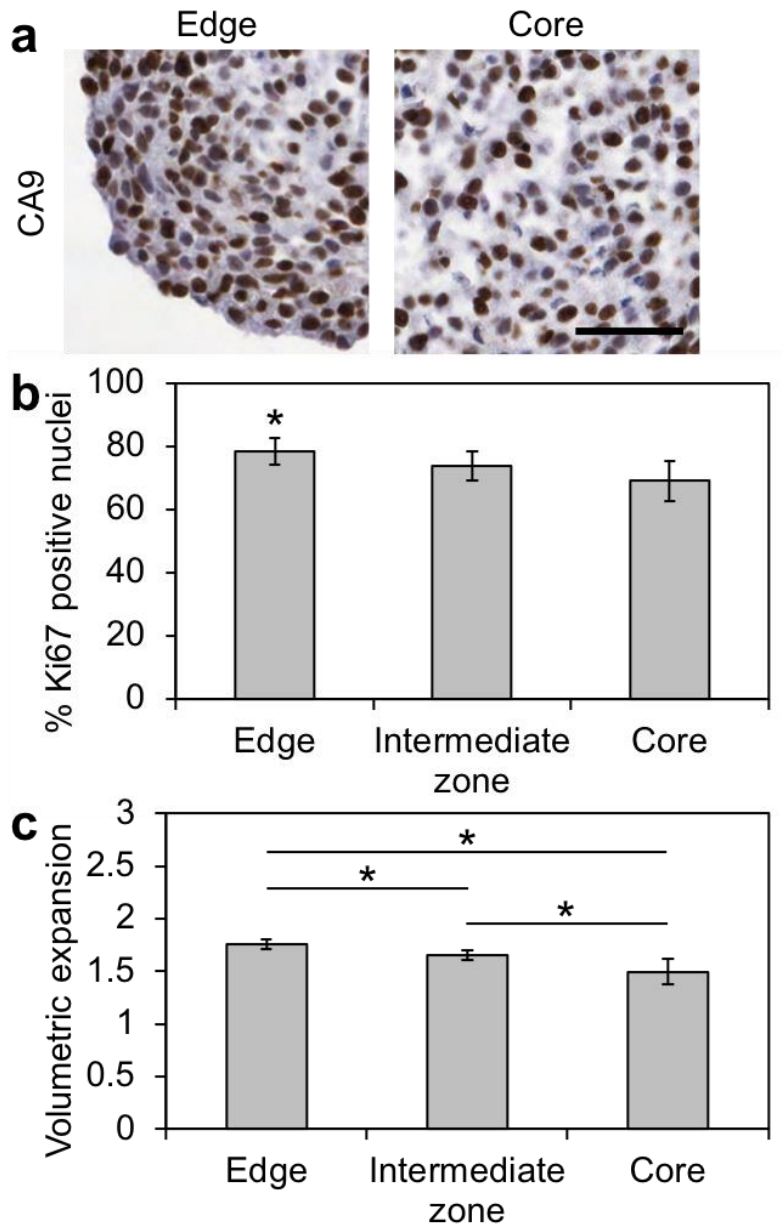 a
Edge
Core
CA9
b
% Ki67 positive nuclei
100
80
60
40
20
0
*
Edge
Intermediate
zone
Core
c
Volumetric expansion
3
2.5
2
1.5
1
0.5
0
*
*
*
Edge
Intermediate
zone
Core